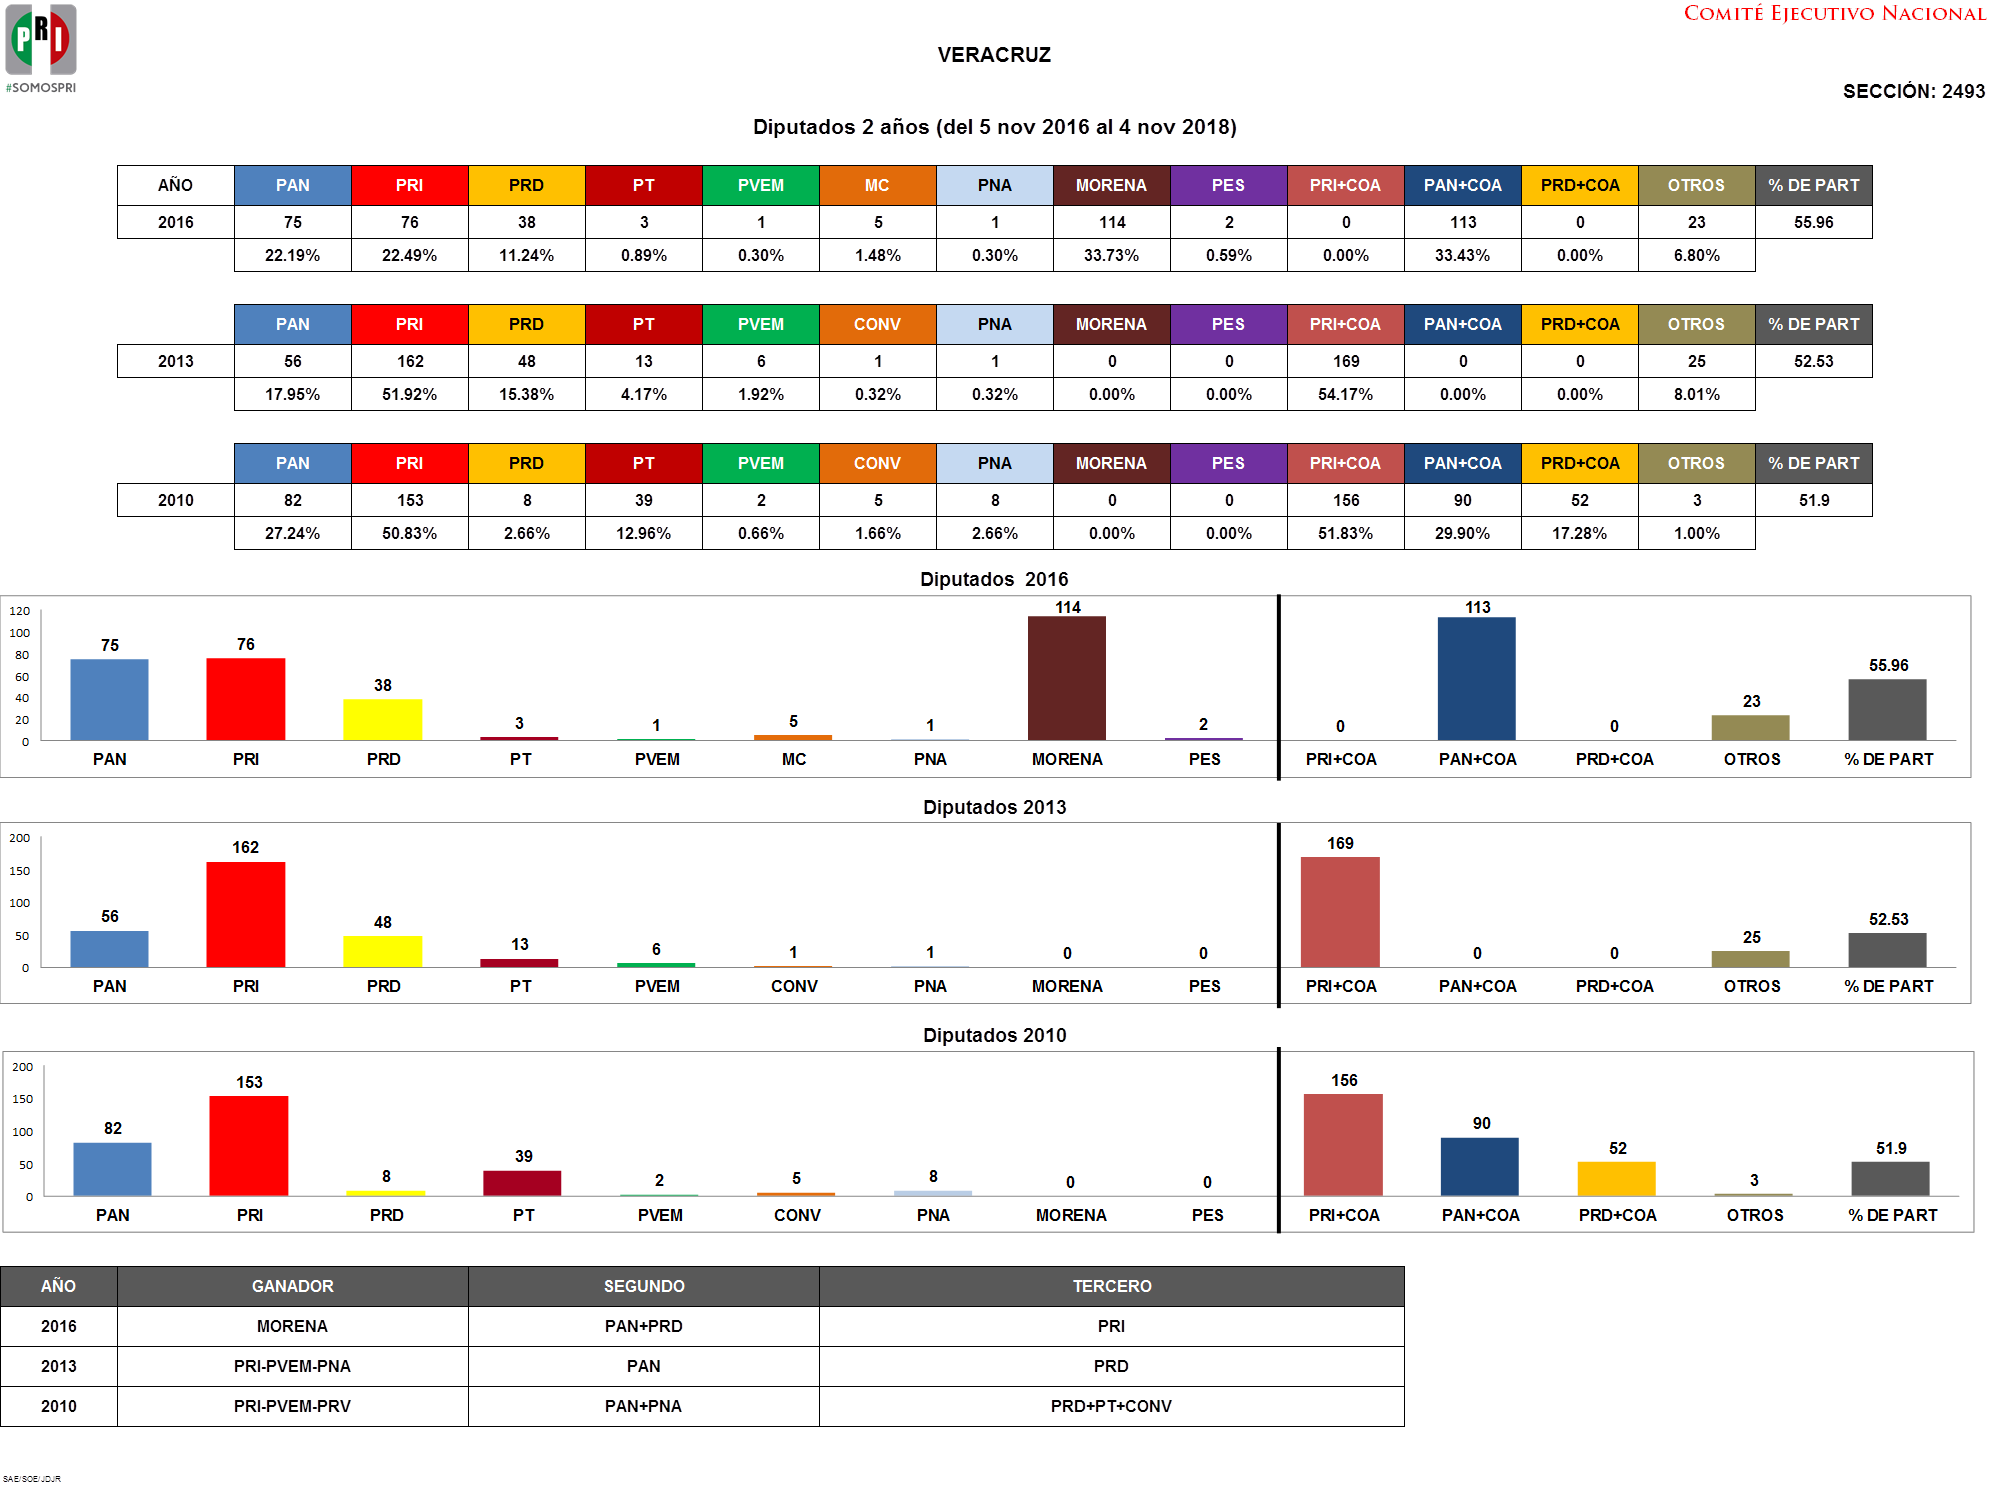 COMITÉ EJECUTIVO NACIONAL
PRI
#SOMOSPRI
VERACRUZ
SECCIÓN: 2493
Diputados 2 años (del 5 nov 2016 al 4 nov 2018)
AÑO PAN PRI PRD PT PVEM MC PNA MORENA PES PRI+COA PAN+COA PRD+COA OTROS % DE PART
2016 75 76 38 3 1 5 1 114 2 0 113 0 23 55.96
22.19% 22.49% 11.24% 0.89% 0.30% 1.48% 0.30% 33.73% 0.59% 0.00% 33.43% 0.00% 6.80%
PAN PRI PRD PT PVEM CONV PNA MORENA PES PRI+COA PAN+COA PRD+COA OTROS % DE PART
2013 56 162 48 13 6 1 1 0 0 169 0 0 25 52.53
17.95% 51.92% 15.38% 4.17% 1.92% 0.32% 0.32% 0.00% 0.00% 54.17% 0.00% 0.00% 8.01%
PAN PRI PRD PT PVEM CONV PNA MORENA PES PRI+COA PAN+COA PRD+COA OTROS % DE PART
2010 82 153 8 39 2 5 8 0 0 156 90 52 3 51.9
27.24% 50.83% 2.66% 12.96% 0.66% 1.66% 2.66% 0.00% 0.00% 51.83% 29.90% 17.28% 1.00%
Diputados 2016
120
100
80
60
40
20
0
75 76 38 3 1 5 1 114 2 0 113 0 23 55.96
PAN PRI PRD PT PVEM MC PNA MORENA PES PRI+COA PAN+COA PRD+COA OTROS % DE PART
Diputados 2013
200
150
100
50
0
56 162 48 13 6 1 1 0 0 169 0 0 25 52.53
PAN PRI PRD PT PVEM CONV PNA MORENA PES PRI+COA PAN+COA PRD+COA OTROS % DE PART
Diputados 2010
200
150
100
50
0
82 153 8 39 2 5 8 0 0 156 90 52 3 51.9
PAN PRI PRD PT PVEM CONV PNA MORENA PES PRI+COA PAN+COA PRD+COA OTROS % DE PART
AÑO GANADOR SEGUNDO TERCERO
2016 MORENA PAN+PRD PRI
2013 PRI-PVEM-PNA PAN PRD
2010 PRI-PVEM-PRV PAN+PNA PRD+PT+CONV
SAE/SOE/JDJR